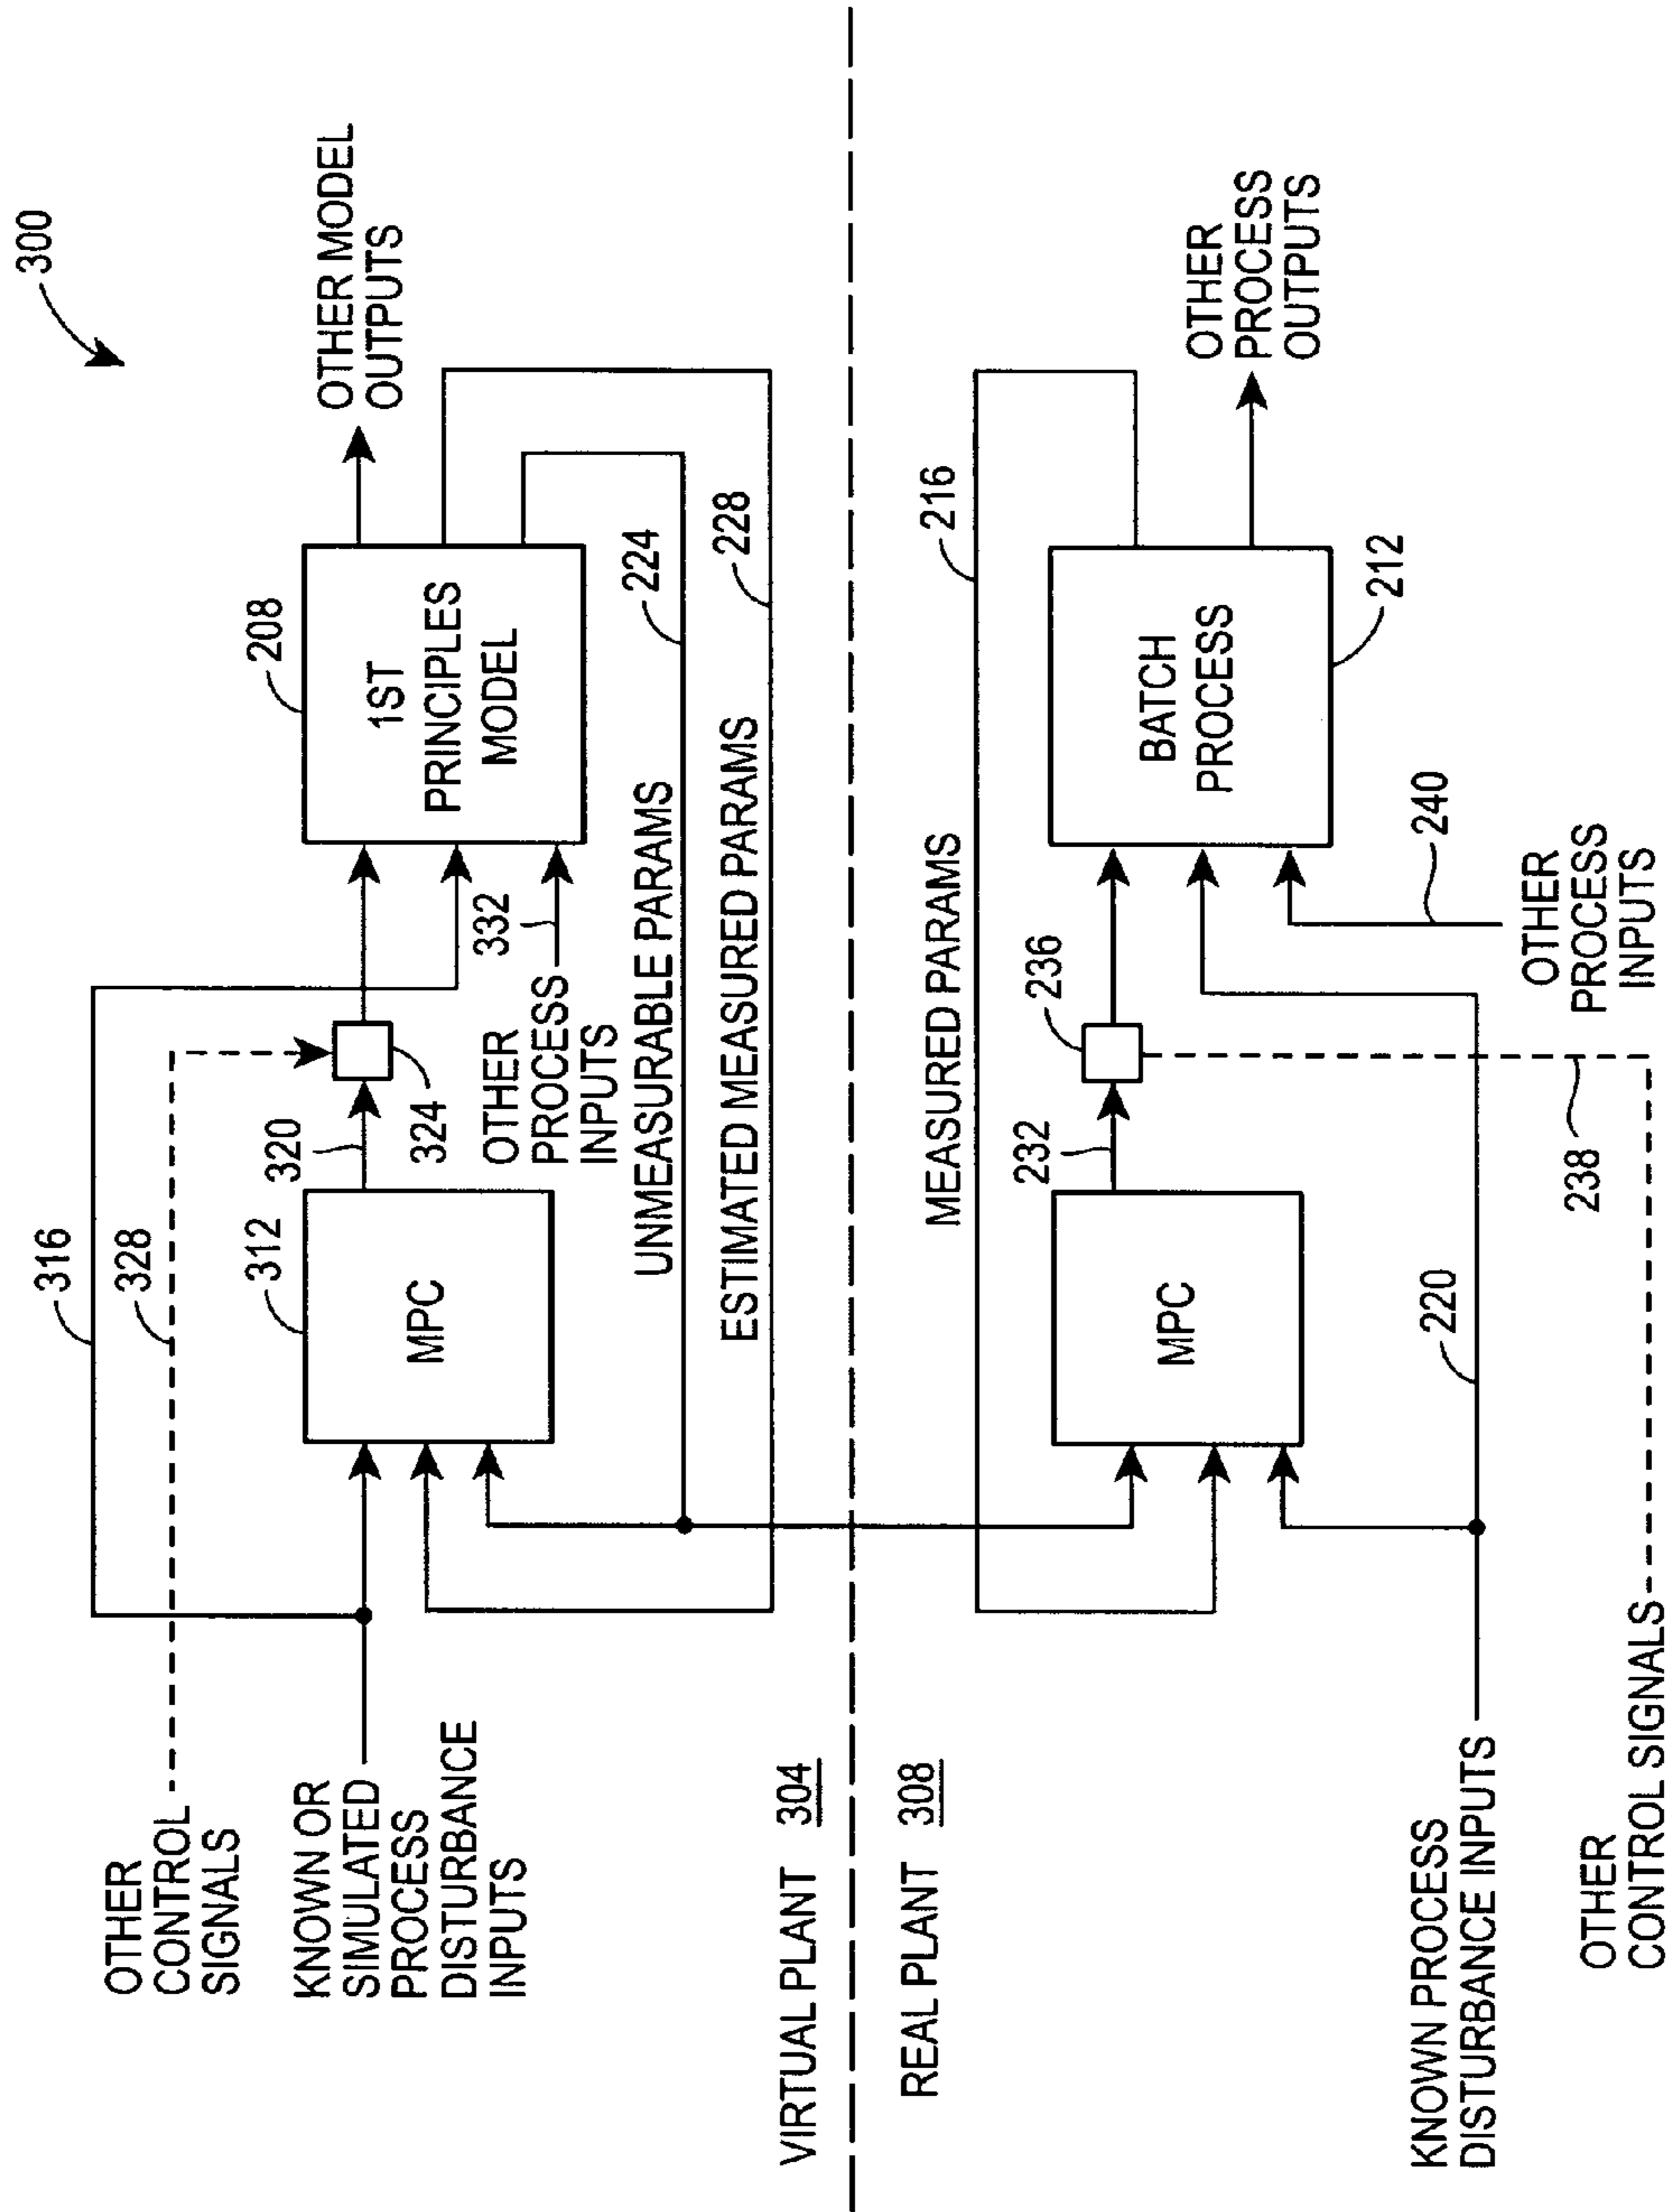 300
OTHER
CONTROL
SIGNALS
316
328
KNOWN OR
SIMULATED
PROCESS
DISTURBANCE
INPUTS
312
MPC
320
324
OTHER
PROCESS
INPUTS
332
208
1ST
PRINCIPLES
MODEL
OTHER MODEL
OUTPUTS
UNMEASURABLE PARAMS
224
ESTIMATED MEASURED PARAMS
228
VIRTUAL PLANT 304
REAL PLANT 308
MEASURED PARAMS
216
MPC
232
236
BATCH
PROCESS
212
OTHER
PROCESS
OUTPUTS
KNOWN PROCESS
DISTURBANCE INPUTS
220
238
240
OTHER
PROCESS
INPUTS
OTHER
CONTROL SIGNALS